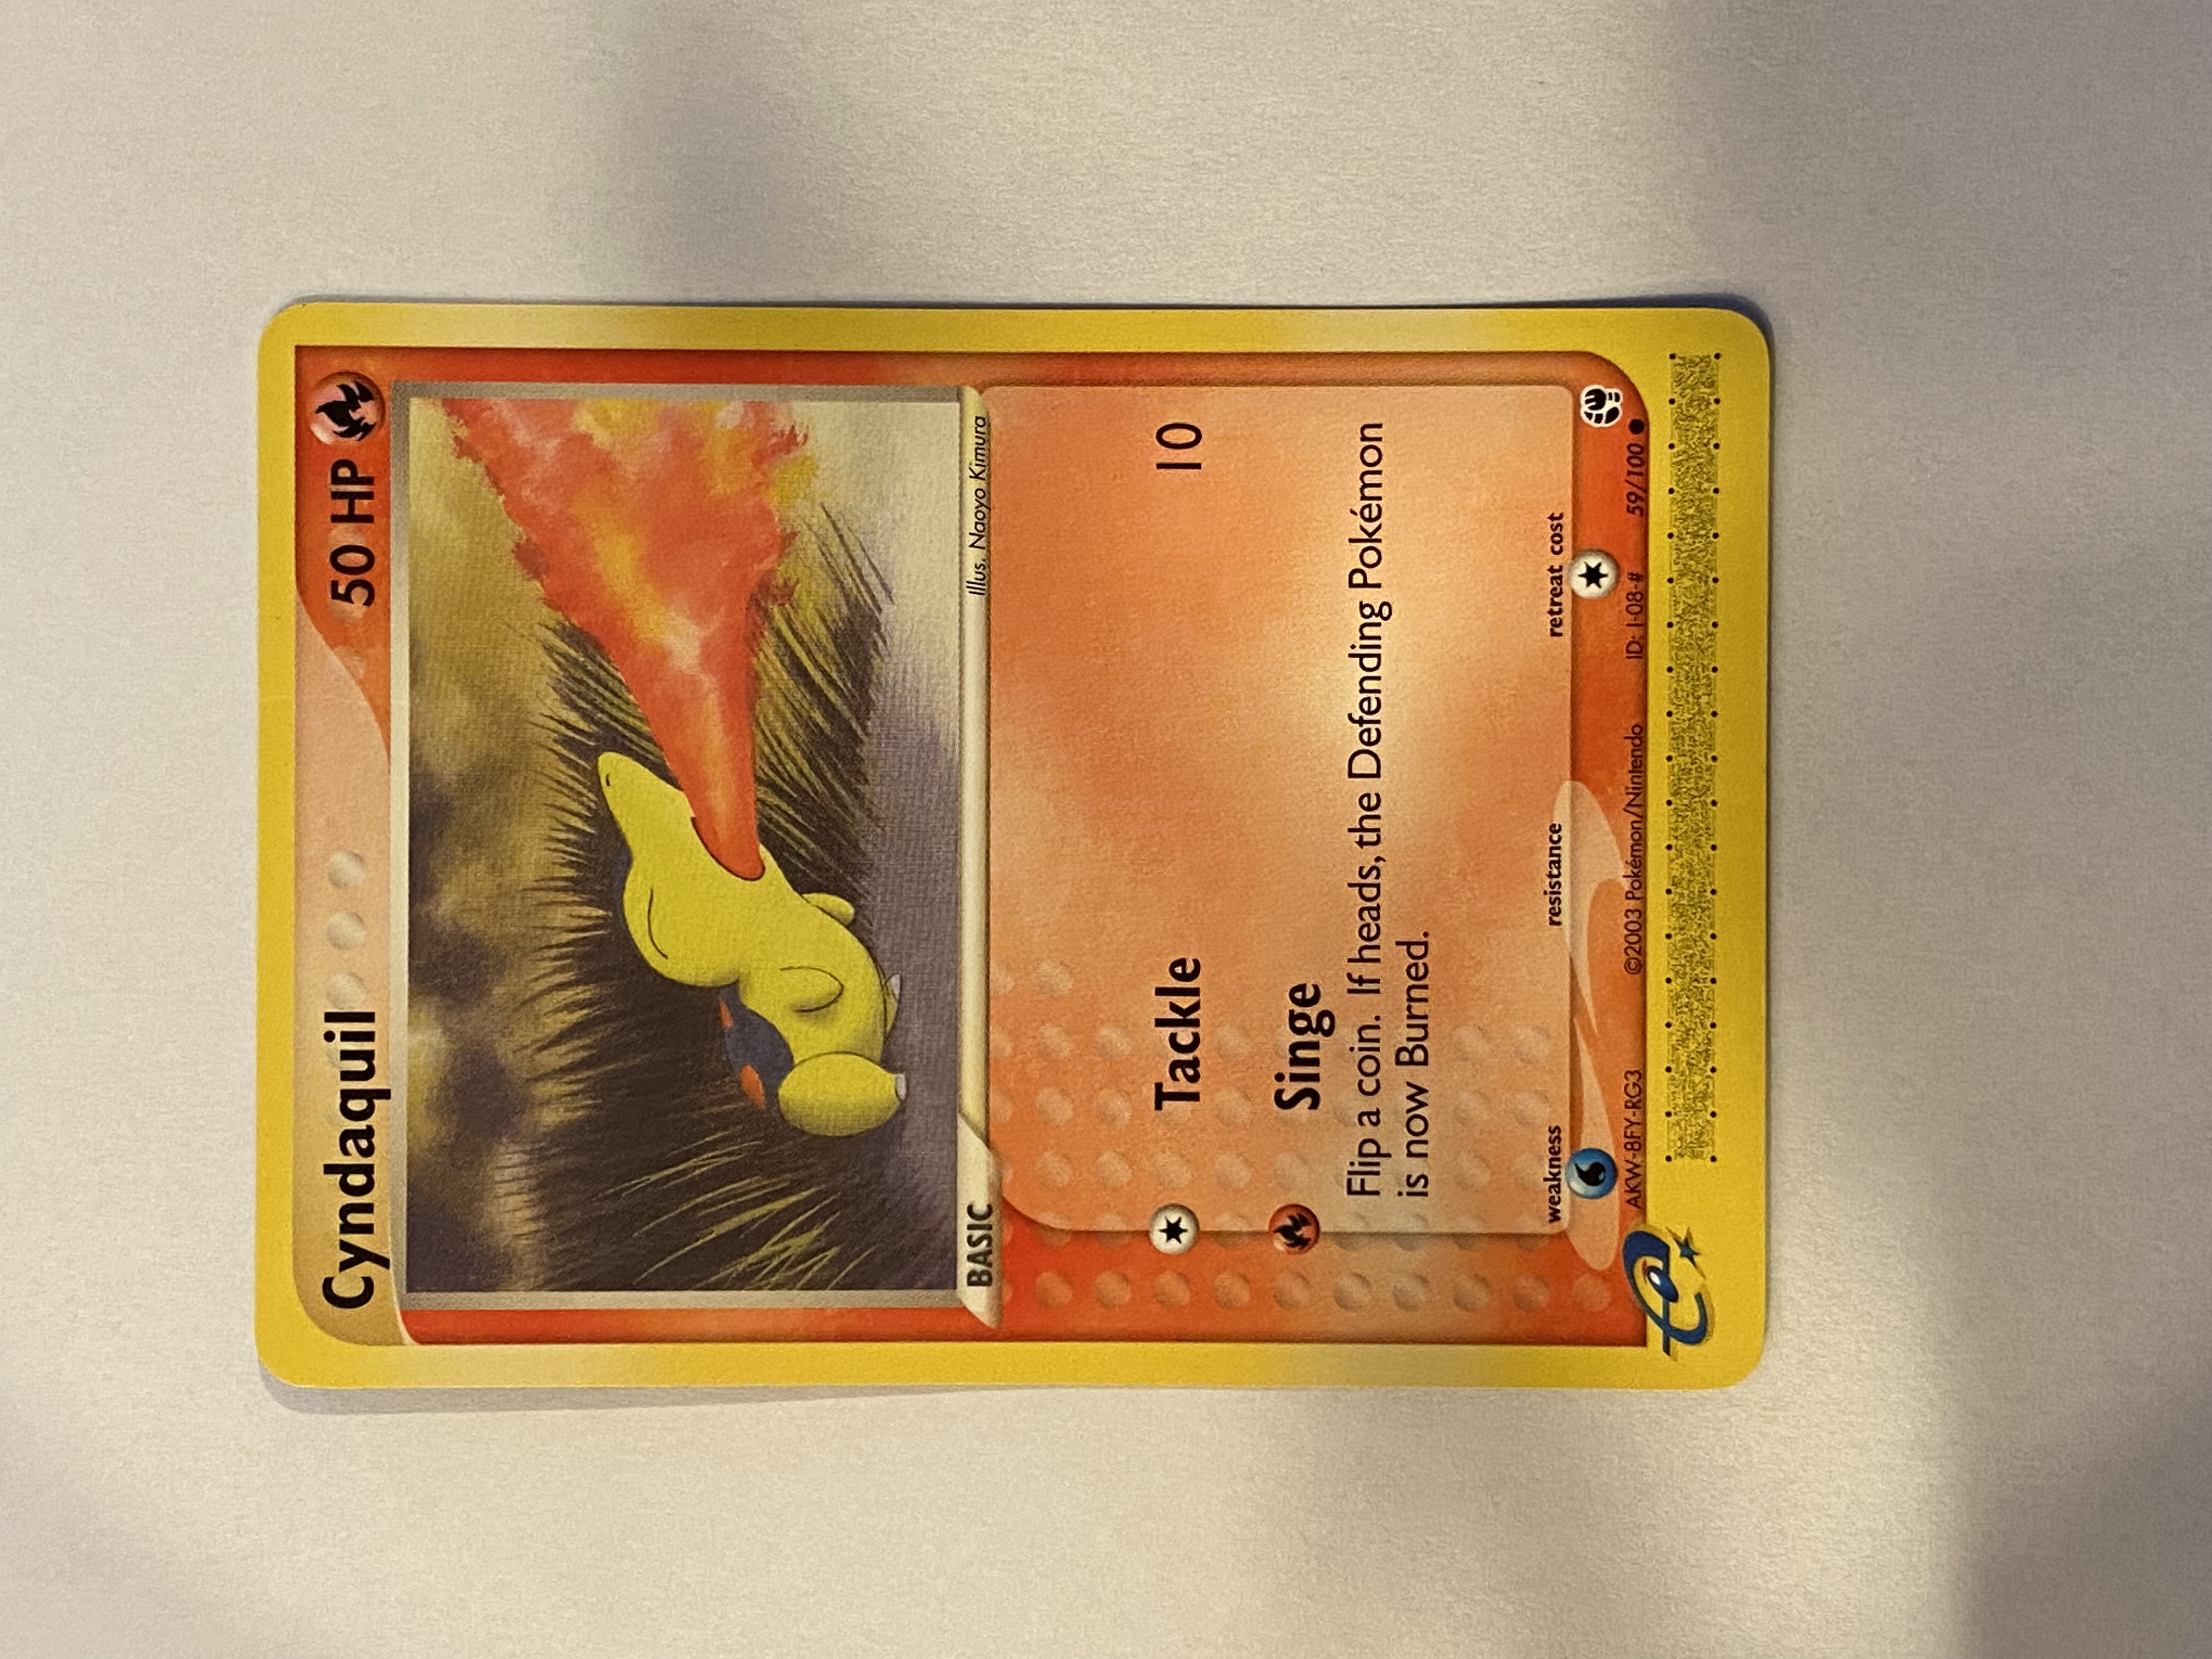 Cyndaquil 50 HP
BASIC Illus. Naoyo Kimura
Tackle 10
Singe
Flip a coin. If heads, the Defending Pokémon
is now Burned.
weakness resistance retreat cost
AKW-8FY-RG3 ©2003 Pokémon/Nintendo ID: I-08-# 59/100
e